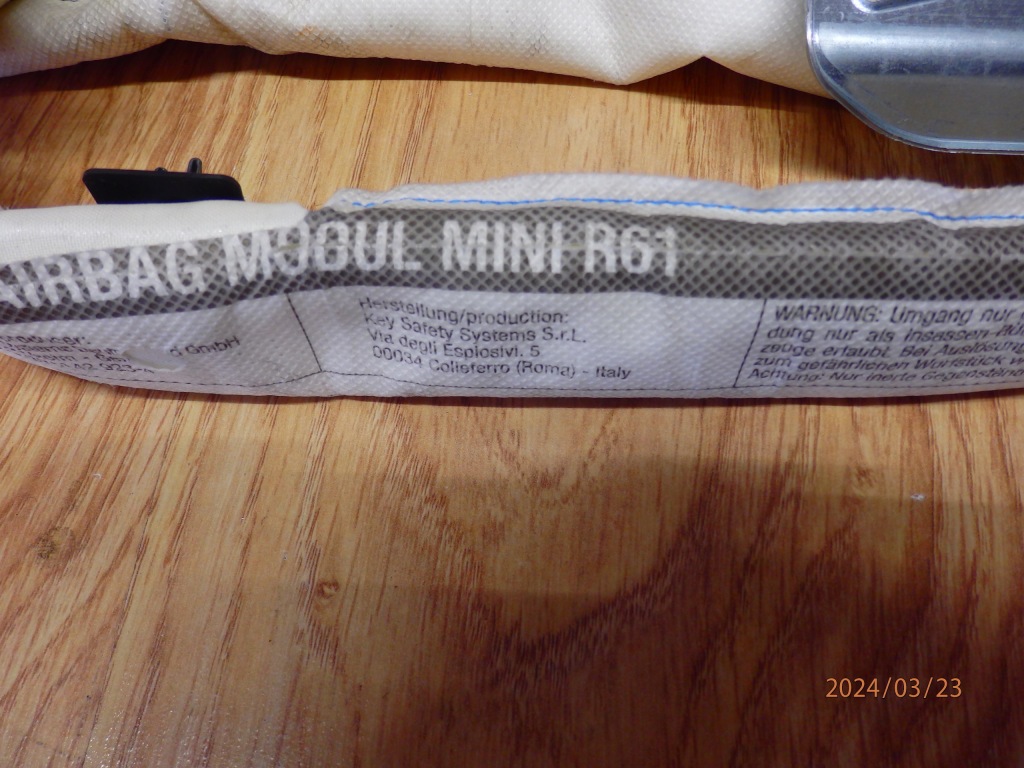 AIRBAG MODUL MINI R61
GmbH
Herstellung/production:
Key Safety Systems S.r.L.
Via degli Esplosivi, 5
00034 Colleferro (Roma) - Italy
WARNUNG: Umgang nur
dung nur als Insassen-
zeuge erlaubt. Bei Auslösung
zum gefährlichen Wurfstück
Achtung: Nur inerte
2024/03/23